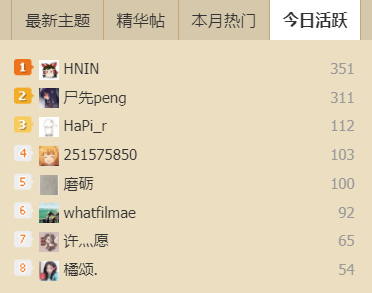 最新主题 精华帖 本月热门 今日活跃
1 HNIN 351
2 尸先peng 311
3 HaPi_r 112
4 251575850 103
5 磨砺 100
6 whatfilmae 92
7 许灬愿 65
8 橘颂. 54